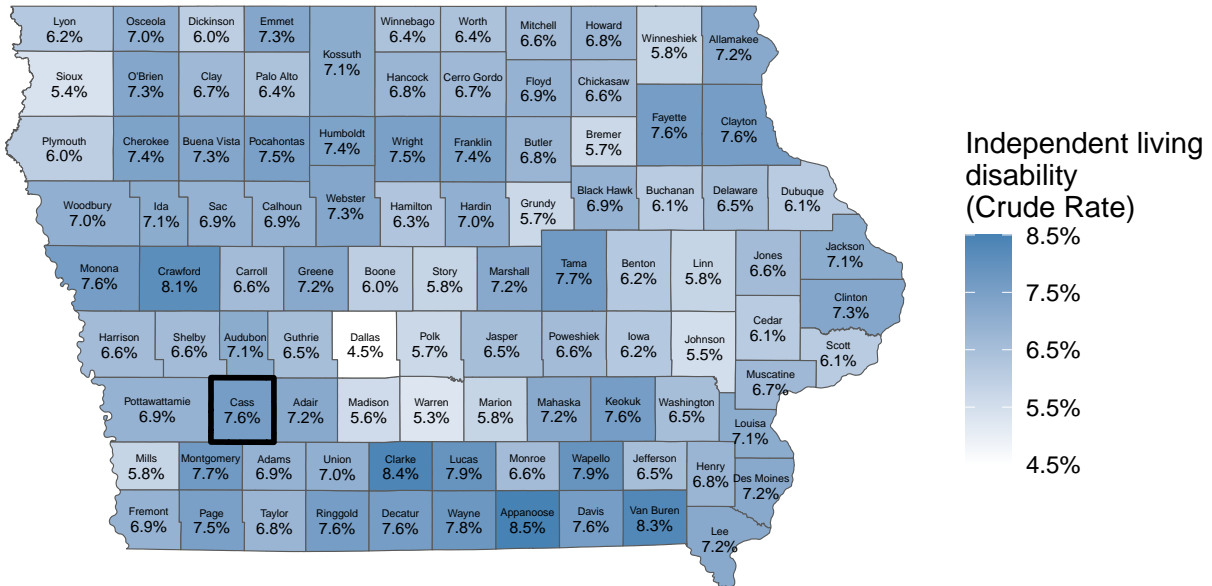 Lyon
6.2%
Osceola
7.0%
Dickinson
6.0%
Emmet
7.3%
Kossuth
7.1%
Winnebago
6.4%
Worth
6.4%
Mitchell
6.6%
Howard
6.8%
Winneshiek
5.8%
Allamakee
7.2%
Sioux
5.4%
O'Brien
7.3%
Clay
6.7%
Palo Alto
6.4%
Hancock
6.8%
Cerro Gordo
6.7%
Floyd
6.9%
Chickasaw
6.6%
Fayette
7.6%
Clayton
7.6%
Plymouth
6.0%
Cherokee
7.4%
Buena Vista
7.3%
Pocahontas
7.5%
Humboldt
7.4%
Wright
7.5%
Franklin
7.4%
Butler
6.8%
Bremer
5.7%
Woodbury
7.0%
Ida
7.1%
Sac
6.9%
Calhoun
6.9%
Webster
7.3%
Hamilton
6.3%
Hardin
7.0%
Grundy
5.7%
Black Hawk
6.9%
Buchanan
6.1%
Delaware
6.5%
Dubuque
6.1%
Monona
7.6%
Crawford
8.1%
Carroll
6.6%
Greene
7.2%
Boone
6.0%
Story
5.8%
Marshall
7.2%
Tama
7.7%
Benton
6.2%
Linn
5.8%
Jones
6.6%
Jackson
7.1%
Clinton
7.3%
Harrison
6.6%
Shelby
6.6%
Audubon
7.1%
Guthrie
6.5%
Dallas
4.5%
Polk
5.7%
Jasper
6.5%
Poweshiek
6.6%
Iowa
6.2%
Johnson
5.5%
Cedar
6.1%
Scott
6.1%
Muscatine
6.7%
Pottawattamie
6.9%
Cass
7.6%
Adair
7.2%
Madison
5.6%
Warren
5.3%
Marion
5.8%
Mahaska
7.2%
Keokuk
7.6%
Washington
6.5%
Louisa
7.1%
Mills
5.8%
Montgomery
7.7%
Adams
6.9%
Union
7.0%
Clarke
8.4%
Lucas
7.9%
Monroe
6.6%
Wapello
7.9%
Jefferson
6.5%
Henry
6.8%
Des Moines
7.2%
Fremont
6.9%
Page
7.5%
Taylor
6.8%
Ringgold
7.6%
Decatur
7.6%
Wayne
7.8%
Appanoose
8.5%
Davis
7.6%
Van Buren
8.3%
Lee
7.2%
Independent living
disability
(Crude Rate)
8.5%
7.5%
6.5%
5.5%
4.5%